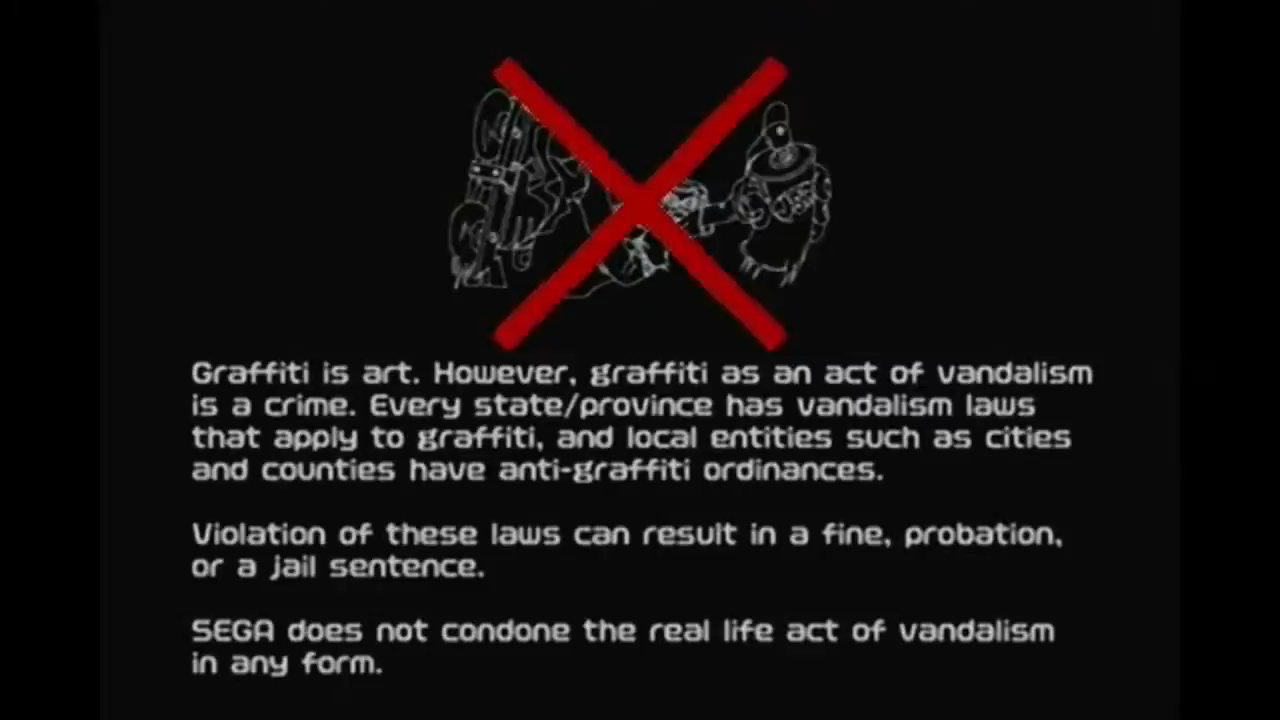 Graffiti is art. However, graffiti as an act of vandalism
is a crime. Every state/province has vandalism laws
that apply to graffiti, and local entities such as cities
and counties have anti-graffiti ordinances.
Violation of these laws can result in a fine, probation,
or a jail sentence.
SEGA does not condone the real life act of vandalism
in any form.